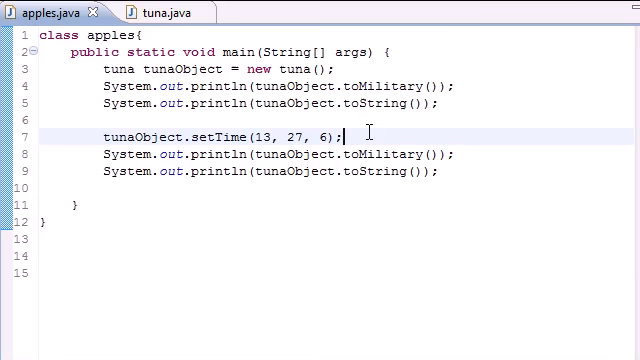 apples.java tuna.java
1 class apples{
2 public static void main(String[] args) {
3 tuna tunaObject = new tuna();
4 System.out.println(tunaObject.toMilitary());
5 System.out.println(tunaObject.toString());
6
7 tunaObject.setTime(13, 27, 6);
8 System.out.println(tunaObject.toMilitary());
9 System.out.println(tunaObject.toString());
10
11 }
12 }
13
14
15